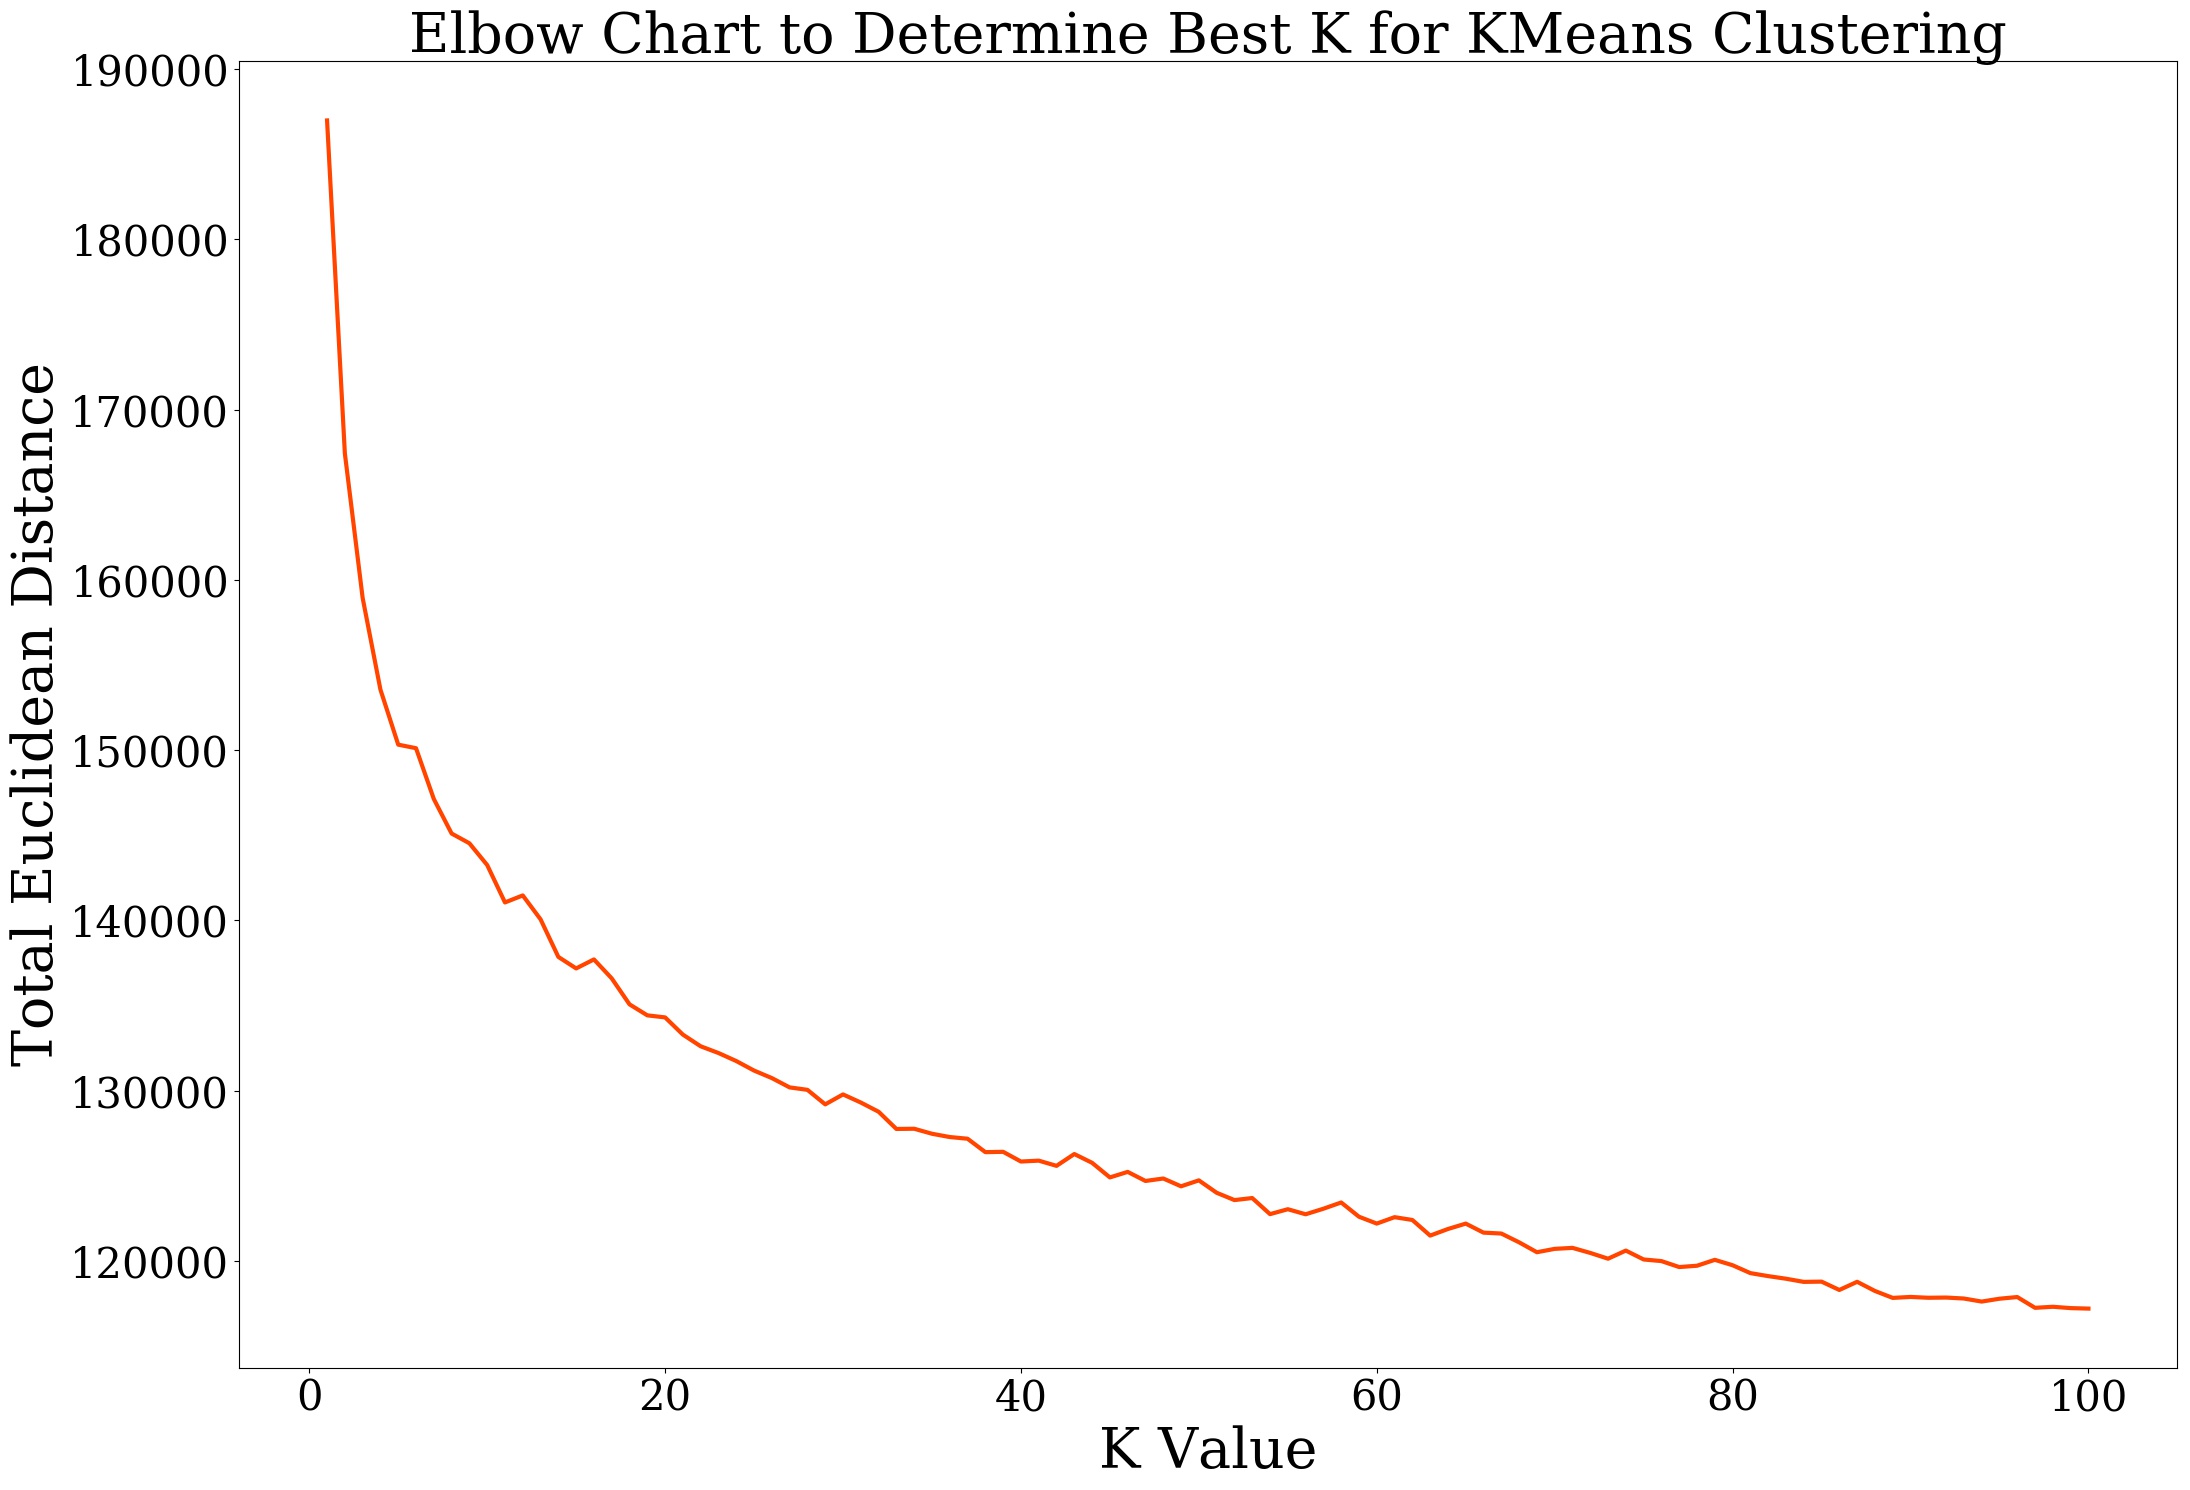 Elbow Chart to Determine Best K for KMeans Clustering
190000
180000
170000
160000
150000
140000
130000
120000
Total Euclidean Distance
0 20 40 60 80 100
K Value